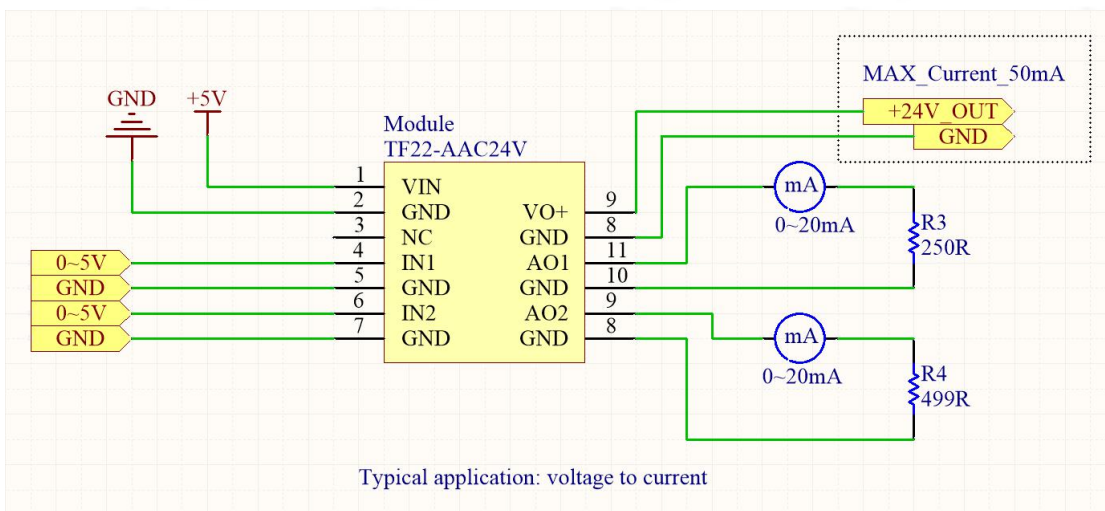 MAX_Current_50mA
GND +5V
+24V_OUT
GND
Module
TF22-AAC24V
1 VIN
2 GND
3 NC
4 IN1
5 GND
6 IN2
7 GND
VO+ 9
GND 8
AO1 11
GND 10
AO2 9
GND 8
0~5V
GND
0~5V
GND
mA
0~20mA
R3
250R
mA
0~20mA
R4
499R
Typical application: voltage to current